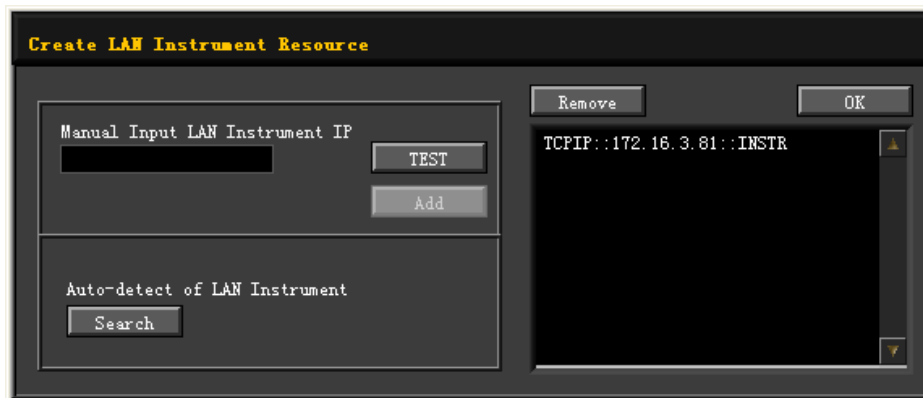 Create LAN Instrument Resource
Manual Input LAN Instrument IP
TEST
Add
Auto-detect of LAN Instrument
Search
Remove
OK
TCPIP::172.16.3.81::INSTR